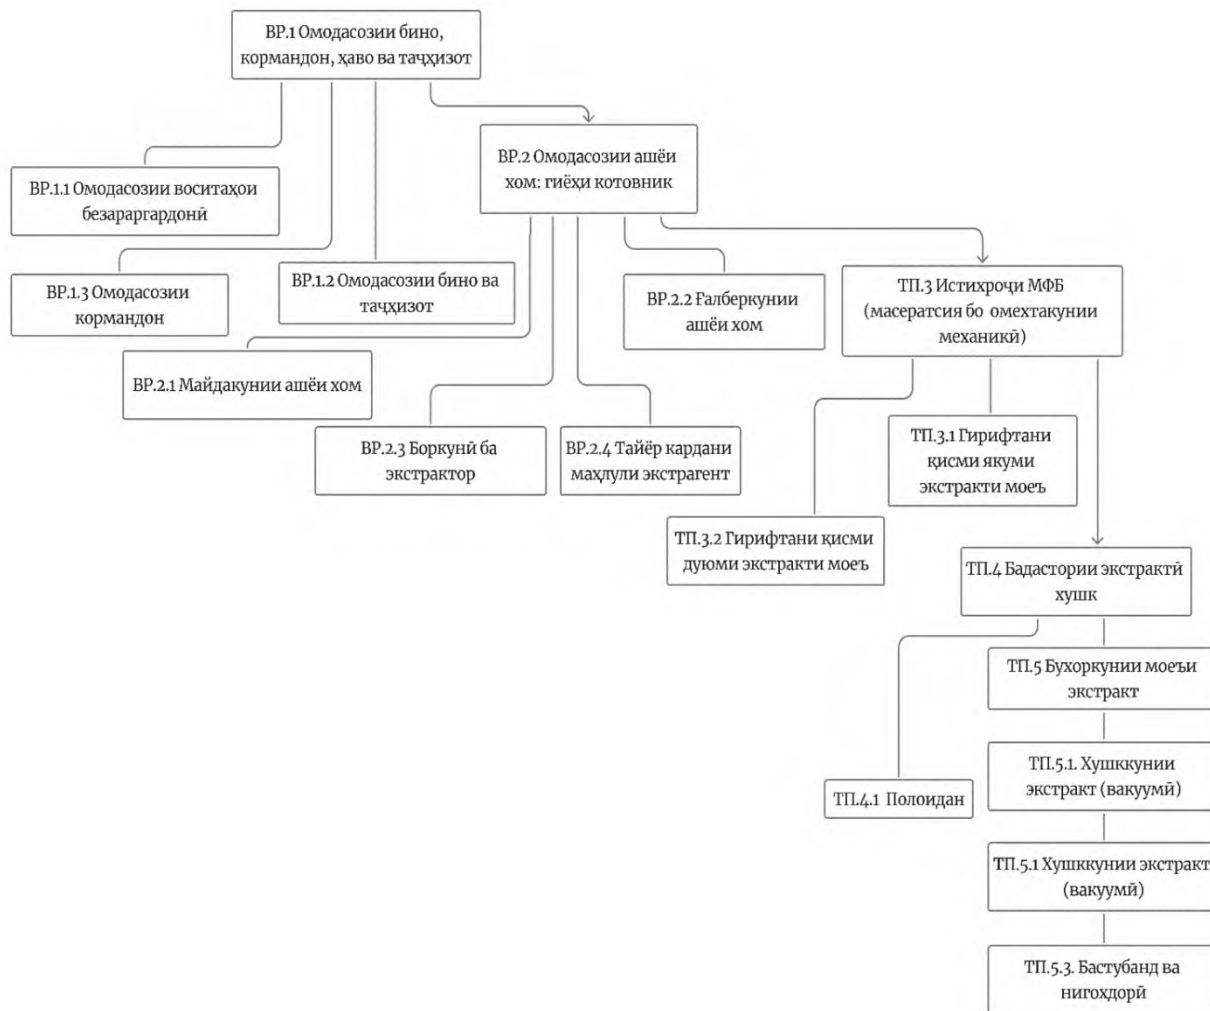 ВР.1 Омодасозии бино,
кормандон, ҳаво ва таҷҳизот
ВР.2 Омодасозии ашёи
хом: гиёҳи котовник
ВР.1.1 Омодасозии воситаҳои
безараргардонӣ
ВР.1.3 Омодасозии
кормандон
ВР.1.2 Омодасозии бино ва
таҷҳизот
ВР.2.2 Ғалберкунии
ашёи хом
ТП.3 Истихроҷи МФБ
(масератсия бо омехтакунии
механикӣ)
ВР.2.1 Майдакунии ашёи хом
ВР.2.3 Боркунӣ ба
экстрактор
ВР.2.4 Тайёр кардани
маҳлули экстрагент
ТП.3.1 Гирифтани
қисми якуми
экстракти моеъ
ТП.3.2 Гирифтани қисми
дуюми экстракти моеъ
ТП.4 Бадастории экстрактӣ
хушк
ТП.5 Бухоркунии моеъи
экстракт
ТП.4.1 Полоидан
ТП.5.1. Хушккунии
экстракт (вакуумӣ)
ТП.5.1 Хушккунии экстракт
(вакуумӣ)
ТП.5.3. Бастубанд ва
нигохдорӣ